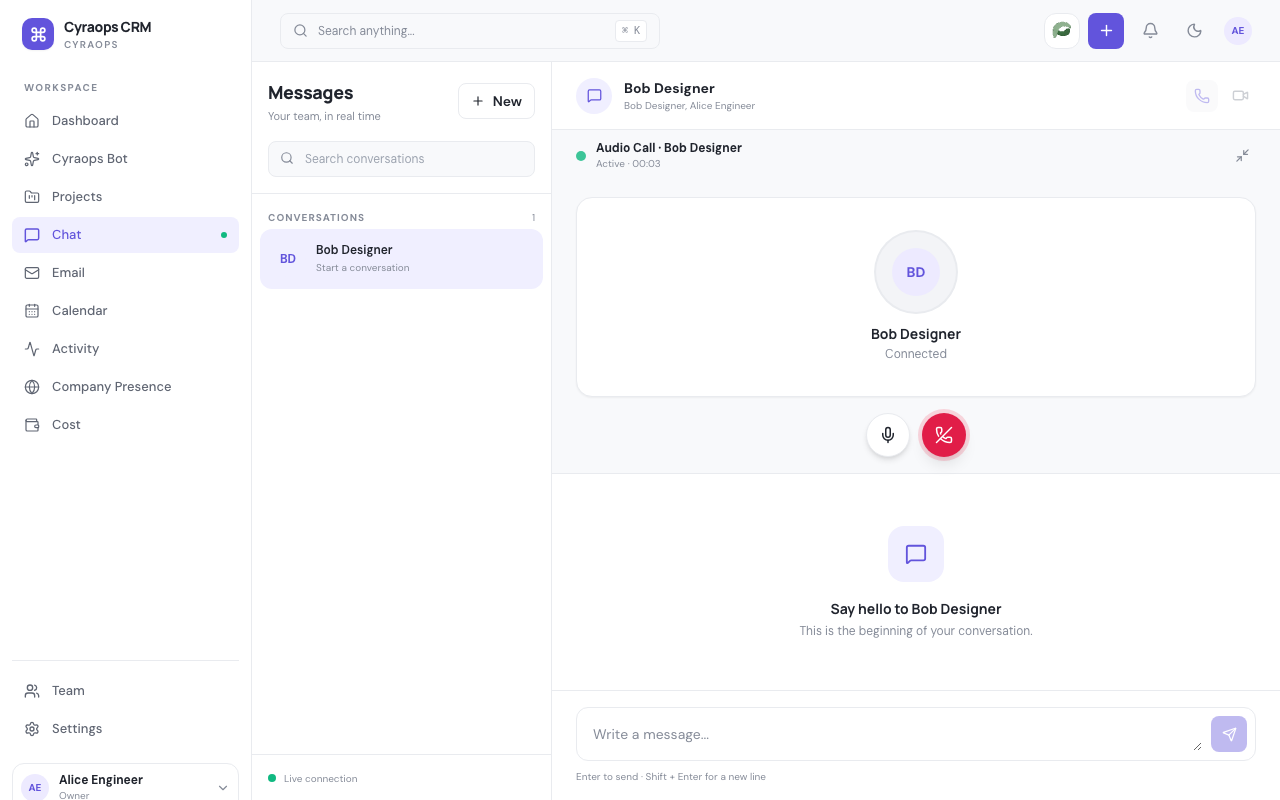 Cyraops CRM
CYRAOPS
WORKSPACE
Dashboard
Cyraops Bot
Projects
Chat
Email
Calendar
Activity
Company Presence
Cost
Team
Settings
AE
Alice Engineer
Owner
Search anything...
⌘ K
AE
Messages
Your team, in real time
New
Search conversations
CONVERSATIONS
1
BD
Bob Designer
Start a conversation
Live connection
Bob Designer
Bob Designer, Alice Engineer
Audio Call · Bob Designer
Active · 00:03
BD
Bob Designer
Connected
Say hello to Bob Designer
This is the beginning of your conversation.
Write a message...
Enter to send · Shift + Enter for a new line